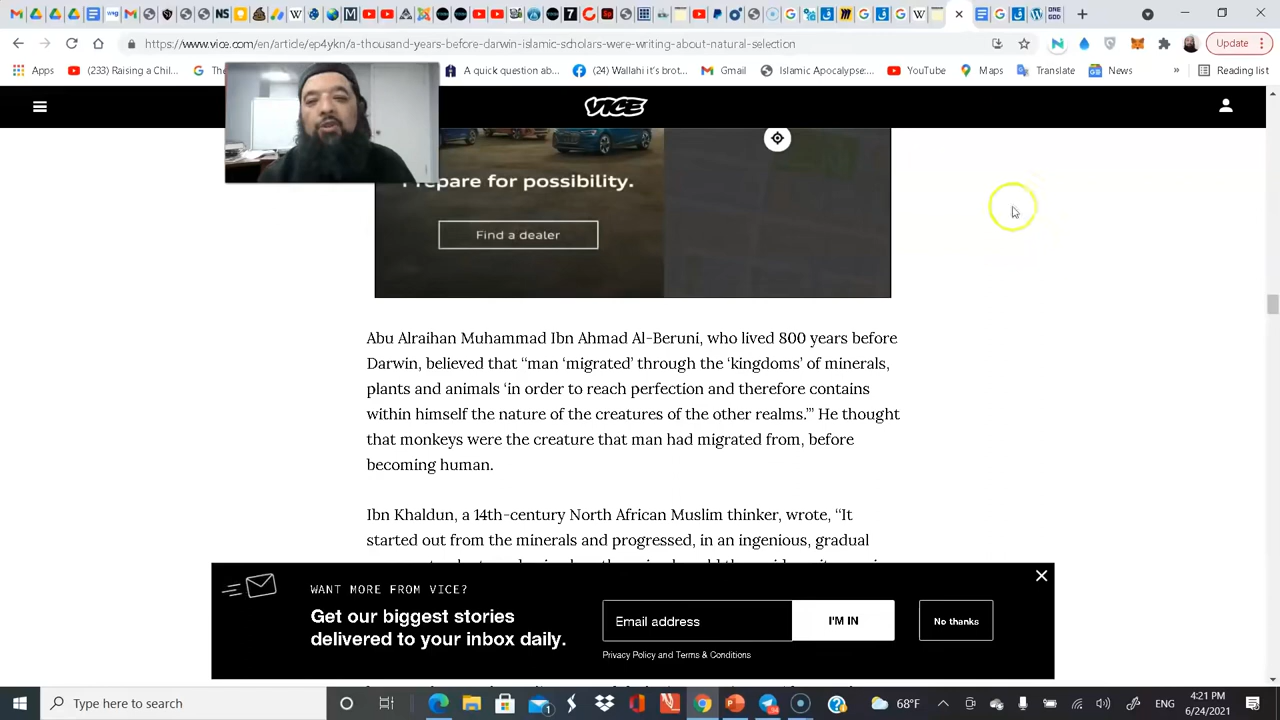 https://www.vice.com/en/article/ep4ykn/a-thousand-years-before-darwin-islamic-scholars-were-writing-about-natural-selection
Update
Apps
(233) Raising a Chil...
A quick question ab...
(24) Wallahi it's brot...
Gmail
Islamic Apocalypse:...
YouTube
Maps
Translate
News
»
Reading list
VICE
Prepare for possibility.
Find a dealer
Abu Alraihan Muhammad Ibn Ahmad Al-Beruni, who lived 800 years before
Darwin, believed that “man ‘migrated’ through the ‘kingdoms’ of minerals,
plants and animals ‘in order to reach perfection and therefore contains
within himself the nature of the creatures of the other realms.’” He thought
that monkeys were the creature that man had migrated from, before
becoming human.
Ibn Khaldun, a 14th-century North African Muslim thinker, wrote, “It
started out from the minerals and progressed, in an ingenious, gradual
WANT MORE FROM VICE?
Get our biggest stories
delivered to your inbox daily.
Email address
I'M IN
No thanks
Privacy Policy and Terms & Conditions
Type here to search
68°F
4:21 PM
6/24/2021